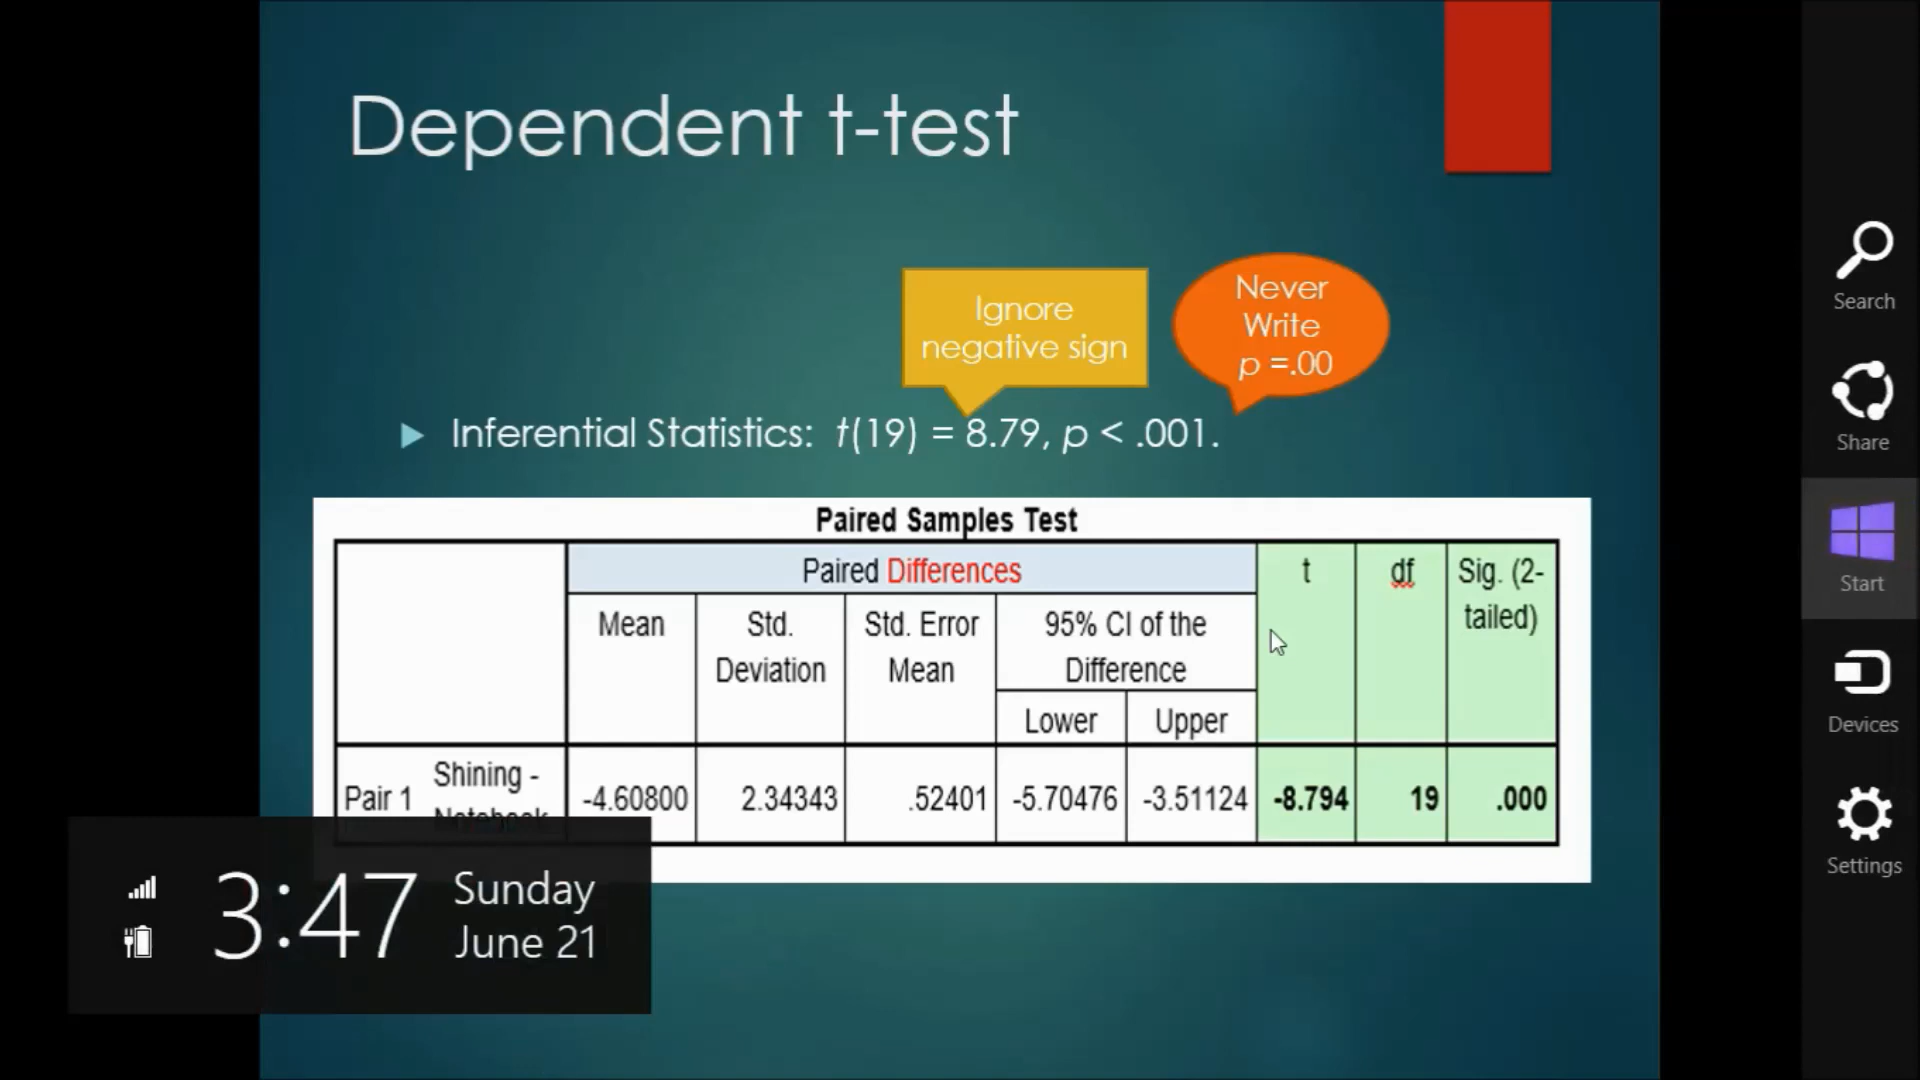 Dependent t-test
Ignore
negative sign
Never
Write
p =.00
Inferential Statistics: t(19) = 8.79, p < .001.
Paired Samples Test
Paired Differences
t
df
Sig. (2-
tailed)
Mean
Std.
Deviation
Std. Error
Mean
95% CI of the
Difference
Lower
Upper
Pair 1
Shining -
Notebook
-4.60800
2.34343
.52401
-5.70476
-3.51124
-8.794
19
.000
3:47
Sunday
June 21
Search
Share
Start
Devices
Settings